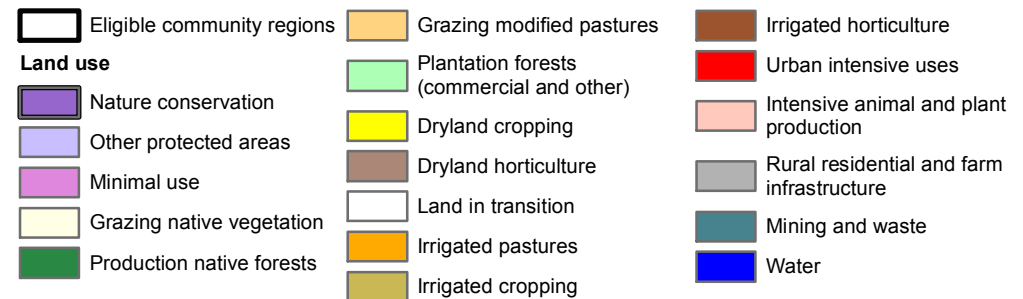 Eligible community regions
Land use
Nature conservation
Other protected areas
Minimal use
Grazing native vegetation
Production native forests
Grazing modified pastures
Plantation forests
(commercial and other)
Dryland cropping
Dryland horticulture
Land in transition
Irrigated pastures
Irrigated cropping
Irrigated horticulture
Urban intensive uses
Intensive animal and plant
production
Rural residential and farm
infrastructure
Mining and waste
Water